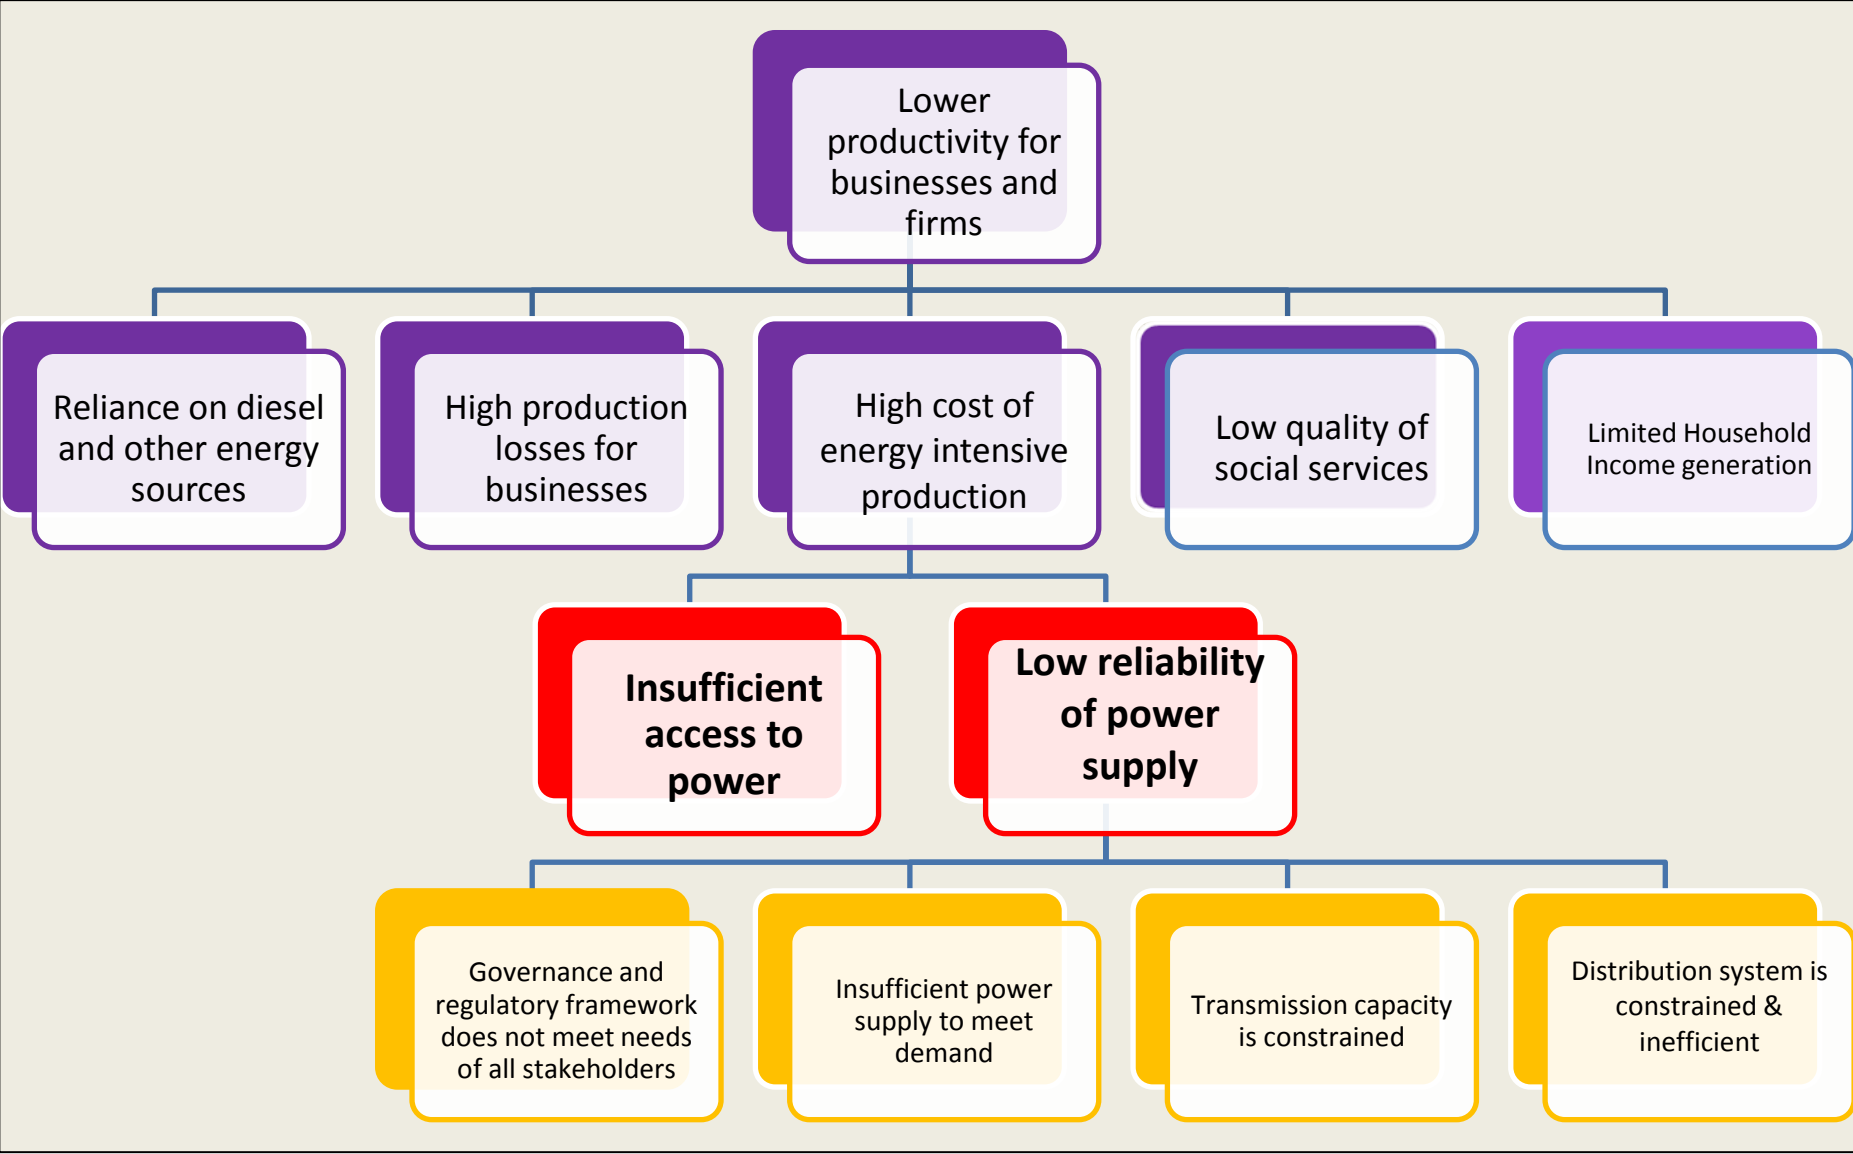 Lower
productivity for
businesses and
firms
Reliance on diesel
and other energy
sources
High production
losses for
businesses
High cost of
energy intensive
production
Low quality of
social services
Limited Household
Income generation
Insufficient
access to
power
Low reliability
of power
supply
Governance and
regulatory framework
does not meet needs
of all stakeholders
Insufficient power
supply to meet
demand
Transmission capacity
is constrained
Distribution system is
constrained &
inefficient